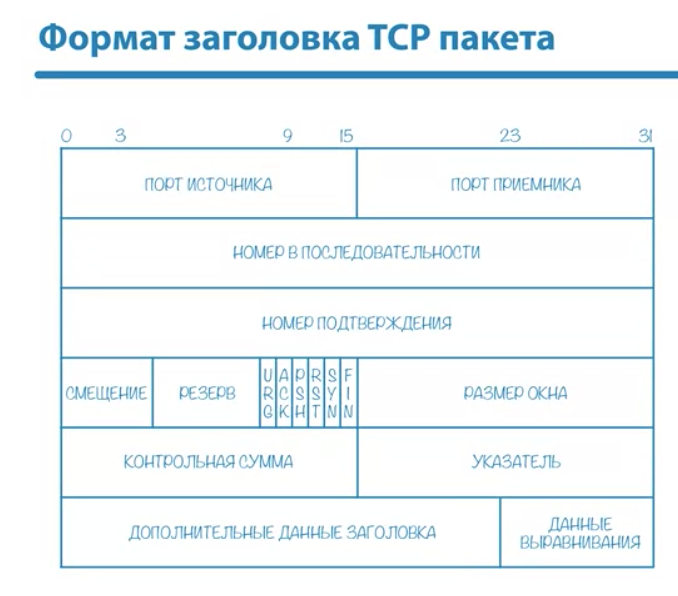 Формат заголовка TCP пакета
0 3 9 15 23 31
ПОРТ ИСТОЧНИКА ПОРТ ПРИЕМНИКА
НОМЕР В ПОСЛЕДОВАТЕЛЬНОСТИ
НОМЕР ПОДТВЕРЖДЕНИЯ
СМЕЩЕНИЕ РЕЗЕРВ URG ACK PSH RST SYN FIN РАЗМЕР ОКНА
КОНТРОЛЬНАЯ СУММА УКАЗАТЕЛЬ
ДОПОЛНИТЕЛЬНЫЕ ДАННЫЕ ЗАГОЛОВКА ДАННЫЕ
ВЫРАВНИВАНИЯ